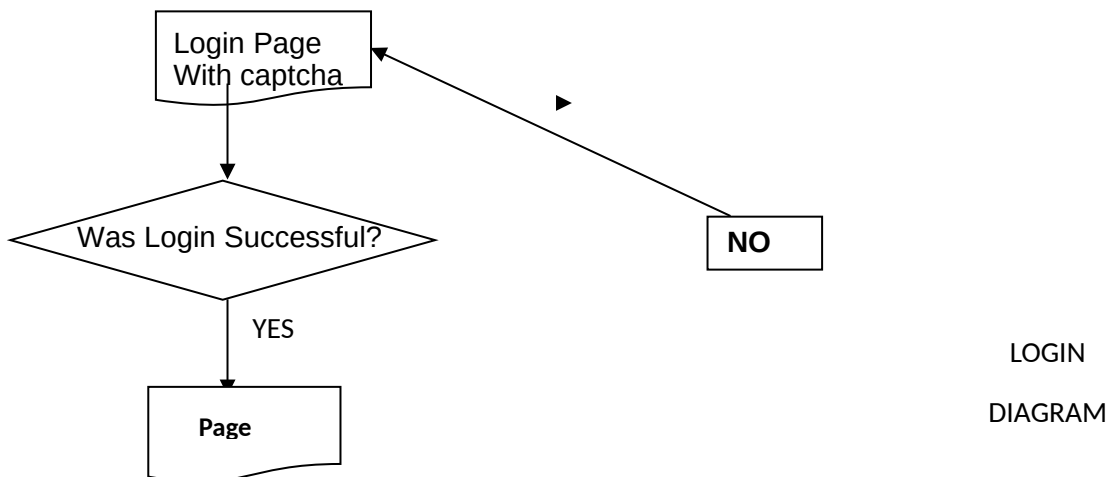 Login Page
With captcha
Was Login Successful?
NO
YES
LOGIN
DIAGRAM
Page